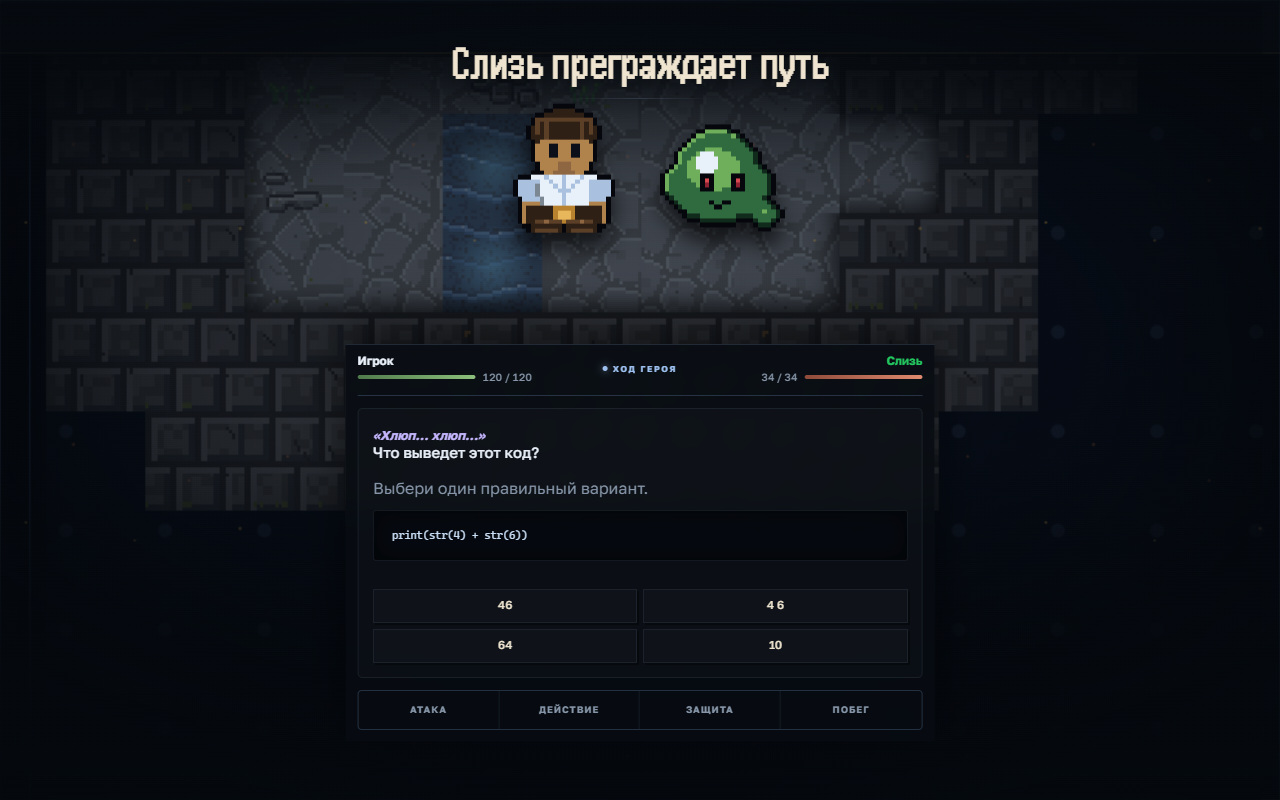 Слизь преграждает путь
Игрок
120 / 120
ХОД ГЕРОЯ
Слизь
34 / 34
«Хлюп... хлюп...»
Что выведет этот код?
Выбери один правильный вариант.
print(str(4) + str(6))
46
4 6
64
10
АТАКА
ДЕЙСТВИЕ
ЗАЩИТА
ПОБЕГ